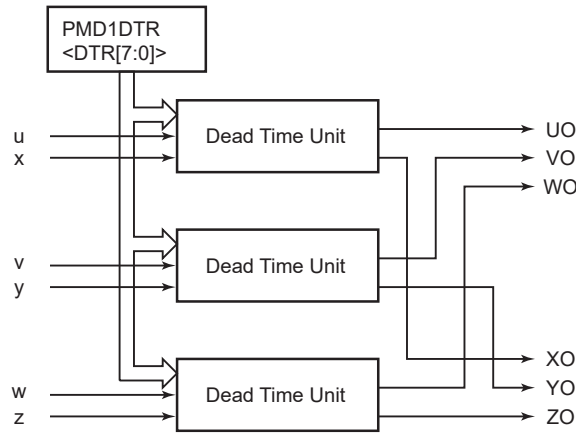 PMD1DTR
<DTR[7:0]>
u
x
Dead Time Unit
UO
VO
WO
v
y
Dead Time Unit
w
z
Dead Time Unit
XO
YO
ZO